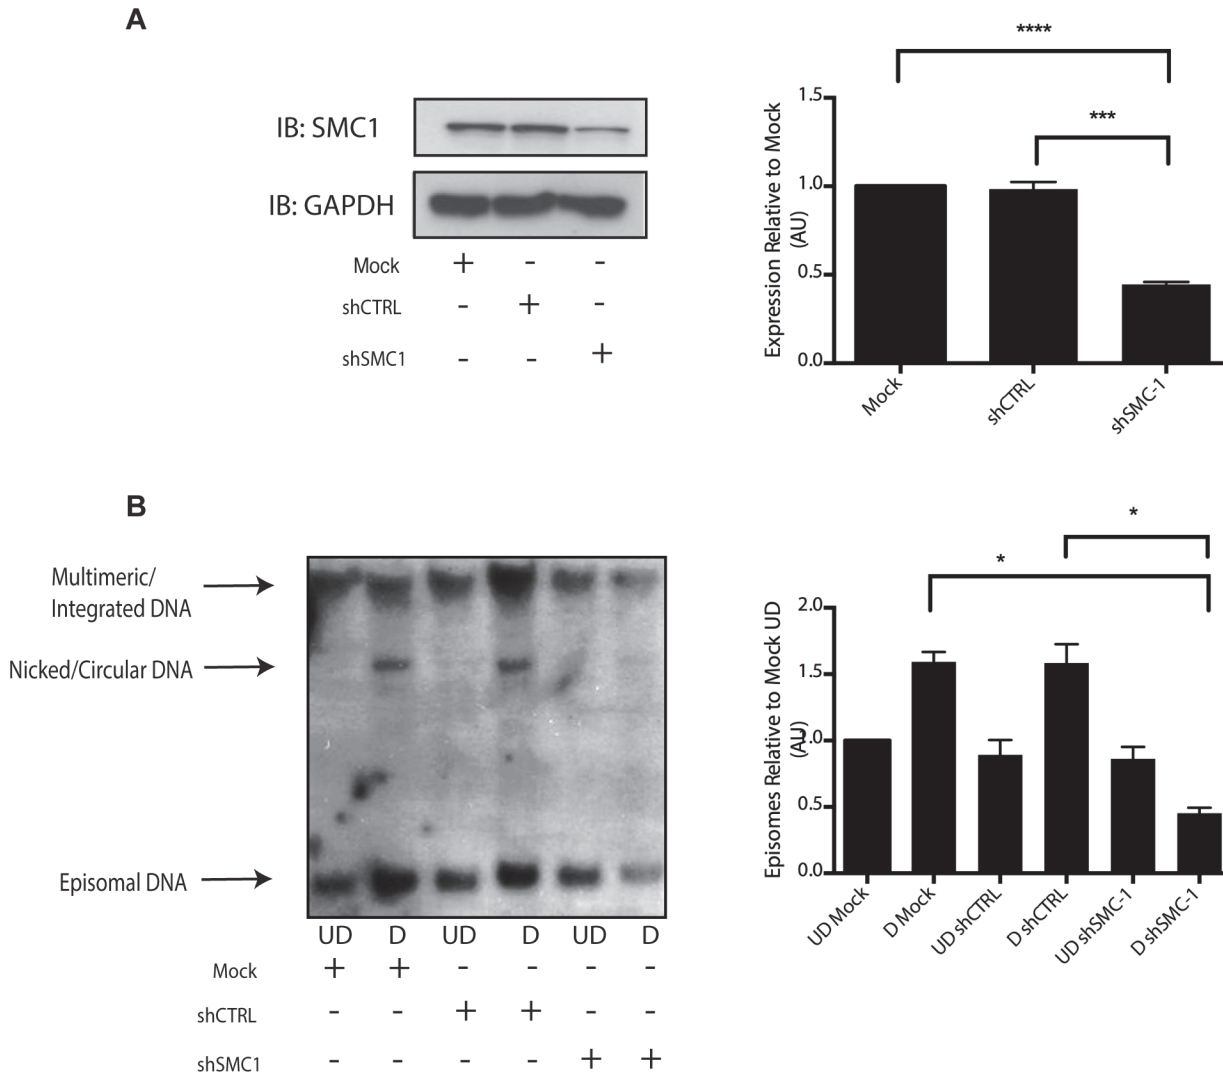 A
IB: SMC1
IB: GAPDH
Mock + - -
shCTRL - + -
shSMC1 - - +
****
***
Expression Relative to Mock
(AU)
1.5
1.0
0.5
0.0
Mock
shCTRL
shSMC-1
B
Multimeric/
Integrated DNA
Nicked/Circular DNA
Episomal DNA
UD D UD D UD D
Mock + + - - - -
shCTRL - - + + - -
shSMC1 - - - - + +
*
*
Episomes Relative to Mock UD
(AU)
2.0
1.5
1.0
0.5
0.0
UD Mock
D Mock
UD shCTRL
D shCTRL
UD shSMC-1
D shSMC-1